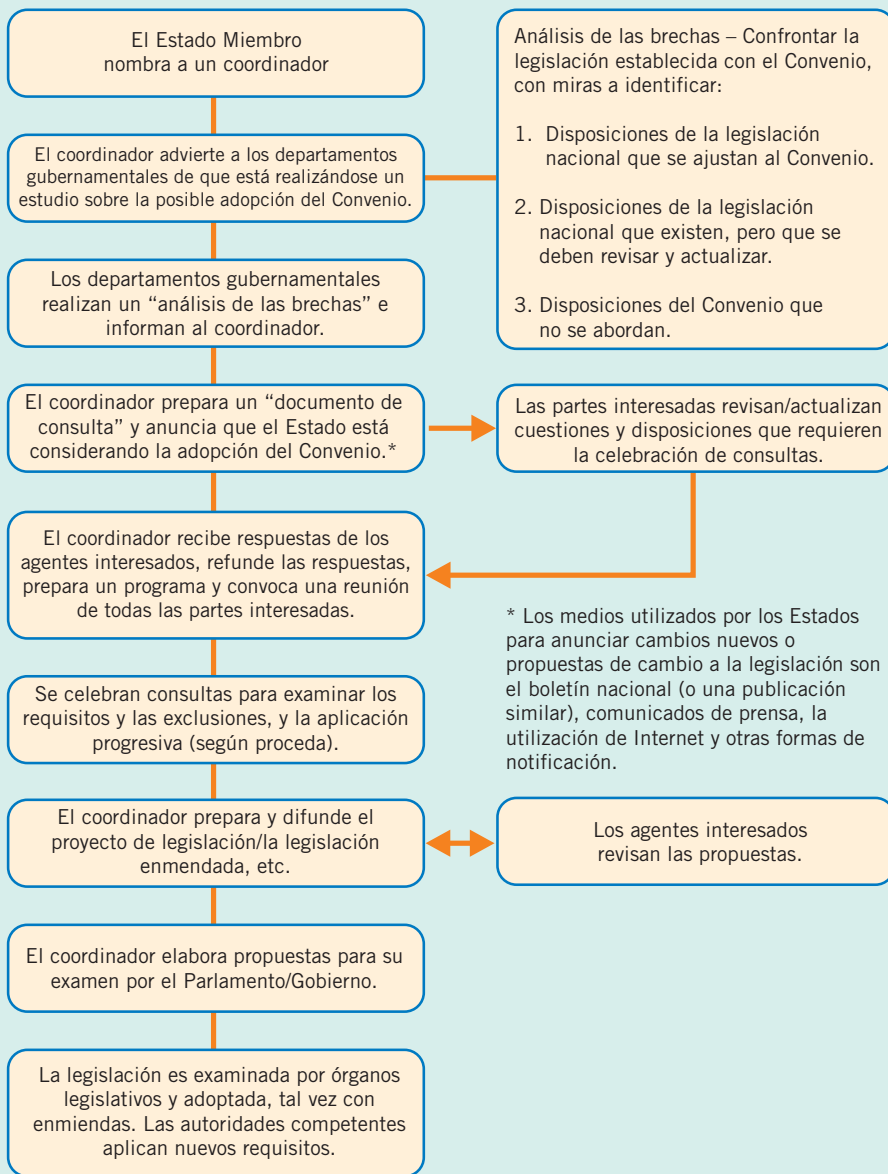 El Estado Miembro
nombra a un coordinador
Análisis de las brechas – Confrontar la
legislación establecida con el Convenio,
con miras a identificar:
1. Disposiciones de la legislación
nacional que se ajustan al Convenio.
2. Disposiciones de la legislación
nacional que existen, pero que se
deben revisar y actualizar.
3. Disposiciones del Convenio que
no se abordan.
El coordinador advierte a los departamentos
gubernamentales de que está realizándose un
estudio sobre la posible adopción del Convenio.
Los departamentos gubernamentales
realizan un “análisis de las brechas” e
informan al coordinador.
El coordinador prepara un “documento de
consulta” y anuncia que el Estado está
considerando la adopción del Convenio.*
Las partes interesadas revisan/actualizan
cuestiones y disposiciones que requieren
la celebración de consultas.
El coordinador recibe respuestas de los
agentes interesados, refunde las respuestas,
prepara un programa y convoca una reunión
de todas las partes interesadas.
* Los medios utilizados por los Estados
para anunciar cambios nuevos o
propuestas de cambio a la legislación son
el boletín nacional (o una publicación
similar), comunicados de prensa, la
utilización de Internet y otras formas de
notificación.
Se celebran consultas para examinar los
requisitos y las exclusiones, y la aplicación
progresiva (según proceda).
El coordinador prepara y difunde el
proyecto de legislación/la legislación
enmendada, etc.
Los agentes interesados
revisan las propuestas.
El coordinador elabora propuestas para su
examen por el Parlamento/Gobierno.
La legislación es examinada por órganos
legislativos y adoptada, tal vez con
enmiendas. Las autoridades competentes
aplican nuevos requisitos.